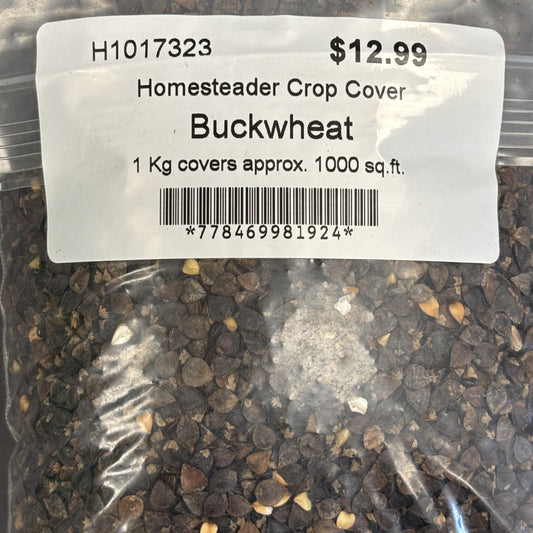 H1017323 $12.99
Homesteader Crop Cover
Buckwheat
1 Kg covers approx. 1000 sq.ft.
*778469981924*